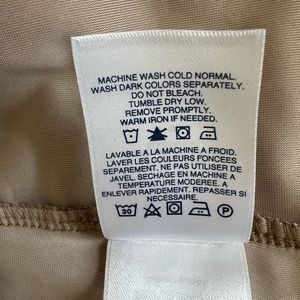 MACHINE WASH COLD NORMAL.
WASH DARK COLORS SEPARATELY.
DO NOT BLEACH.
TUMBLE DRY LOW.
REMOVE PROMPTLY.
WARM IRON IF NEEDED.
LAVABLE A LA MACHINE A FROID,
LAVER LES COULEURS FONCEES
SEPAREMENT. NE PAS UTILISER DE
JAVEL. SECHAGE EN MACHINE A
TEMPERATURE MODEREE. A
ENLEVER RAPIDEMENT. REPASSER SI
NECESSAIRE.
30 P